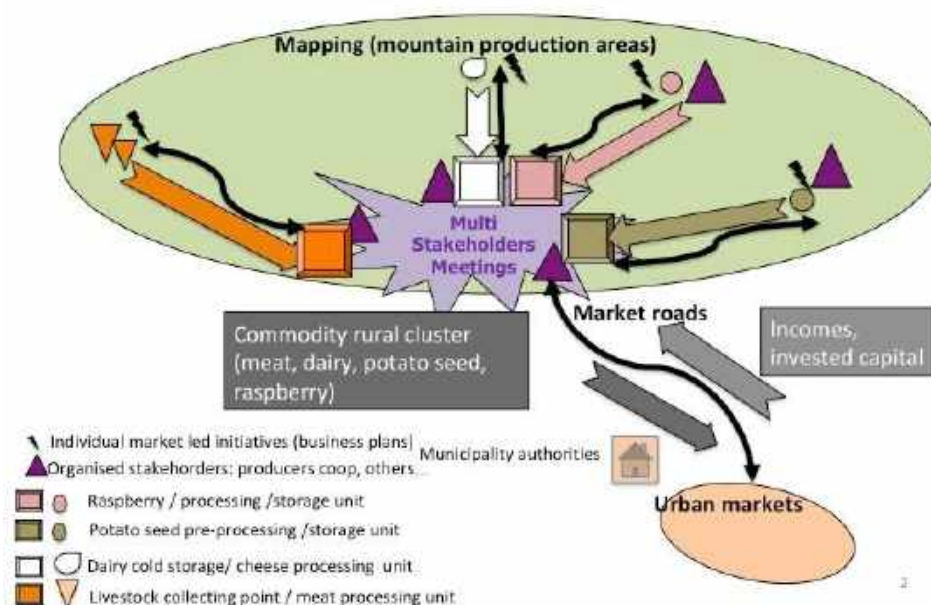 Mapping (mountain production areas)
Multi
Stakeholders
Meetings
Market roads
Commodity rural cluster
(meat, dairy, potato seed,
raspberry)
Incomes,
invested capital
Individual market led initiatives (business plans)
Municipality authorities
Organised stakehorders: producers coop, others...
Raspberry / processing /storage unit
Urban markets
Potato seed pre-processing /storage unit
Dairy cold storage/ cheese processing unit
Livestock collecting point / meat processing unit
2